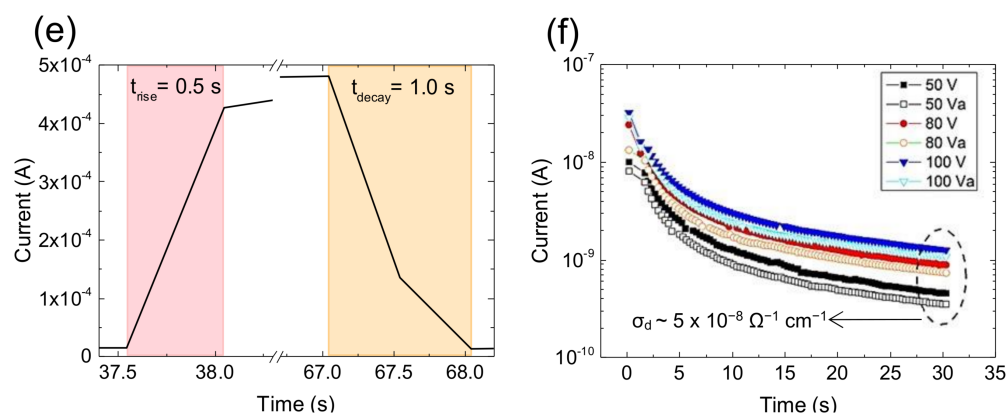 (e)
5x10⁻⁴
4x10⁻⁴
3x10⁻⁴
2x10⁻⁴
1x10⁻⁴
0
Current (A)
t_rise = 0.5 s
t_decay = 1.0 s
37.5 38.0 67.0 67.5 68.0
Time (s)
(f)
10⁻⁷
10⁻⁸
10⁻⁹
10⁻¹⁰
Current (A)
50 V
50 Va
80 V
80 Va
100 V
100 Va
σ_d ~ 5 x 10⁻⁸ Ω⁻¹ cm⁻¹
0 5 10 15 20 25 30 35
Time (s)